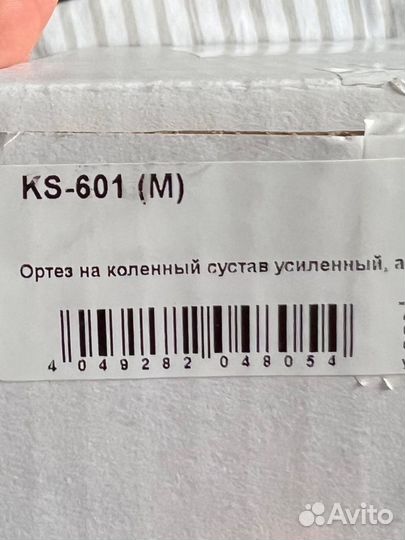 KS-601 (M)
Ортез на коленный сустав усиленный, а
4 049282 048054
Avito